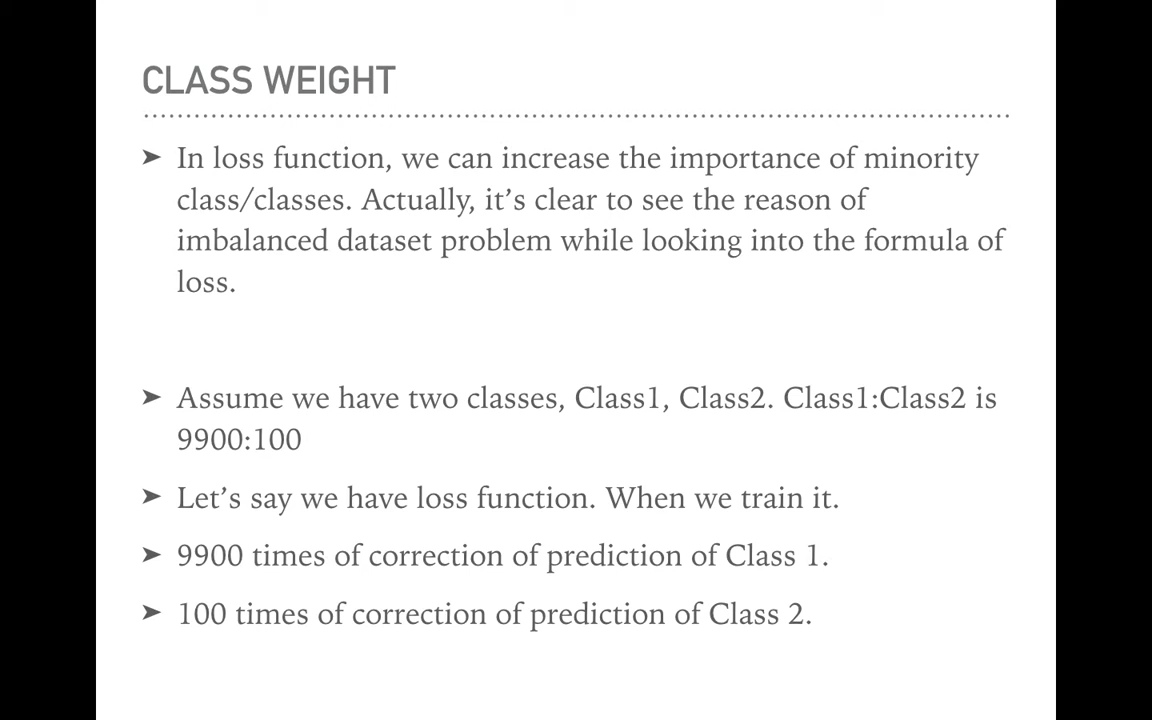 CLASS WEIGHT
➤ In loss function, we can increase the importance of minority
class/classes. Actually, it’s clear to see the reason of
imbalanced dataset problem while looking into the formula of
loss.
➤ Assume we have two classes, Class1, Class2. Class1:Class2 is
9900:100
➤ Let’s say we have loss function. When we train it.
➤ 9900 times of correction of prediction of Class 1.
➤ 100 times of correction of prediction of Class 2.